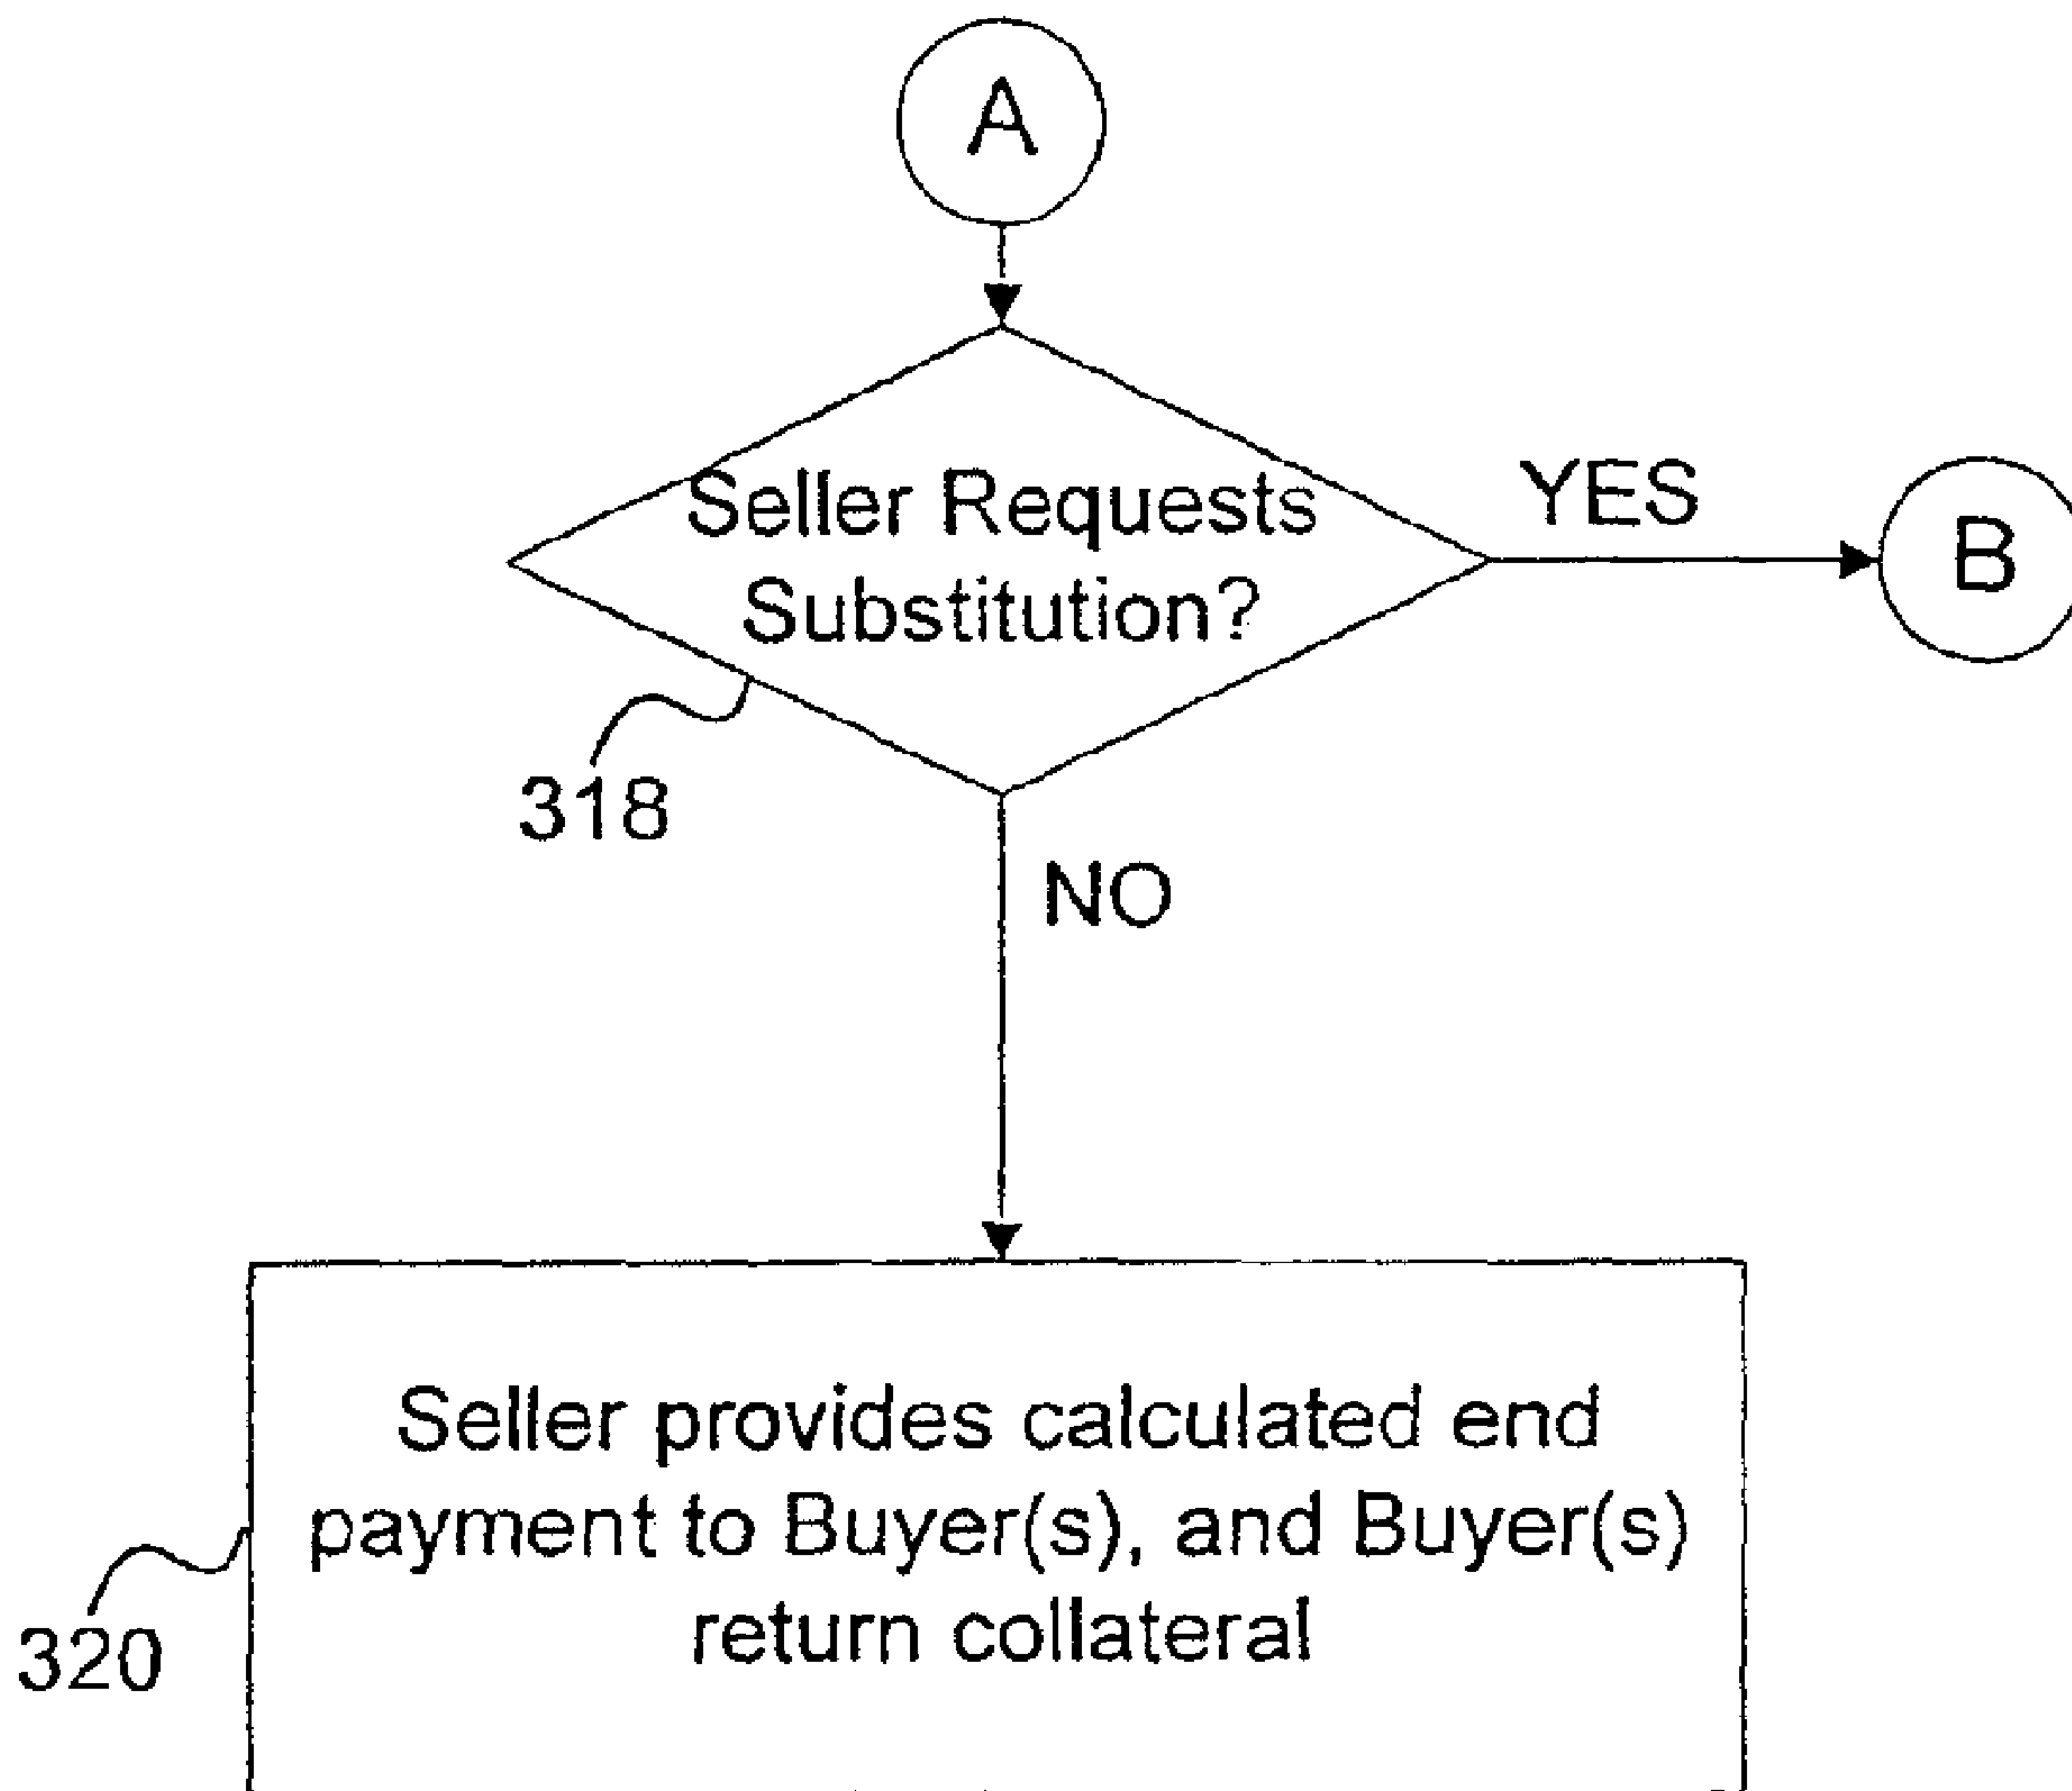 A
Seller Requests
Substitution?
YES
B
318
NO
Seller provides calculated end
payment to Buyer(s), and Buyer(s)
return collateral
320